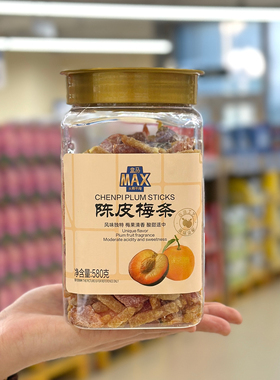 盒马
MAX
CHENPI PLUM STICKS
陈皮梅条
风味独特 梅果清香 酸甜适中
Unique flavor
Plum fruit fragrance
Moderate acidity and sweetness
净含量:580克